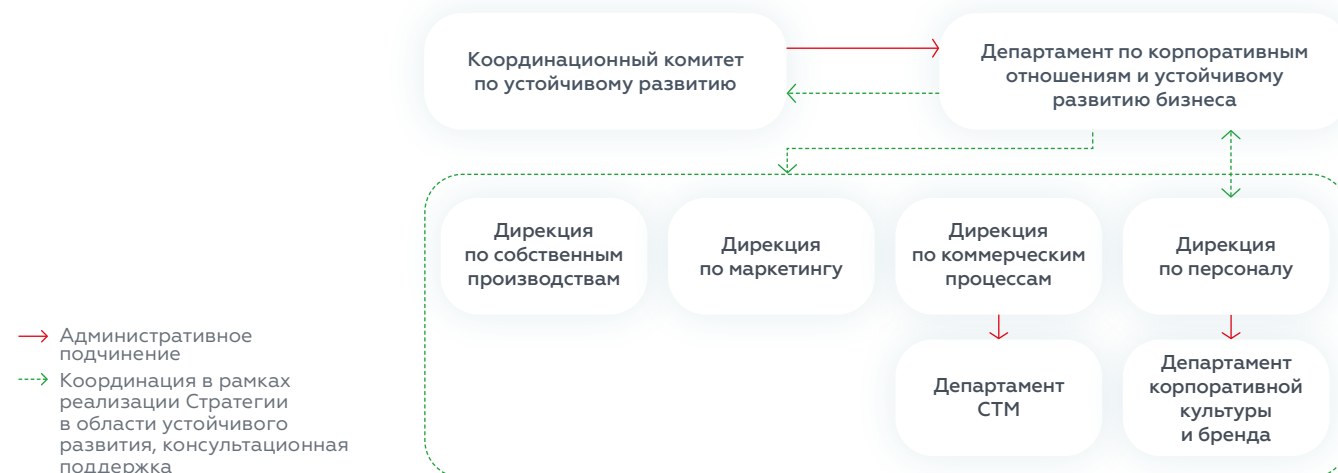 Координационный комитет
по устойчивому развитию
Департамент по корпоративным
отношениям и устойчивому
развитию бизнеса
Дирекция
по собственным
производствам
Дирекция
по маркетингу
Дирекция
по коммерческим
процессам
Дирекция
по персоналу
Департамент
СТМ
Департамент
корпоративной
культуры
и бренда
Административное
подчинение
Координация в рамках
реализации Стратегии
в области устойчивого
развития, консультационная
поддержка